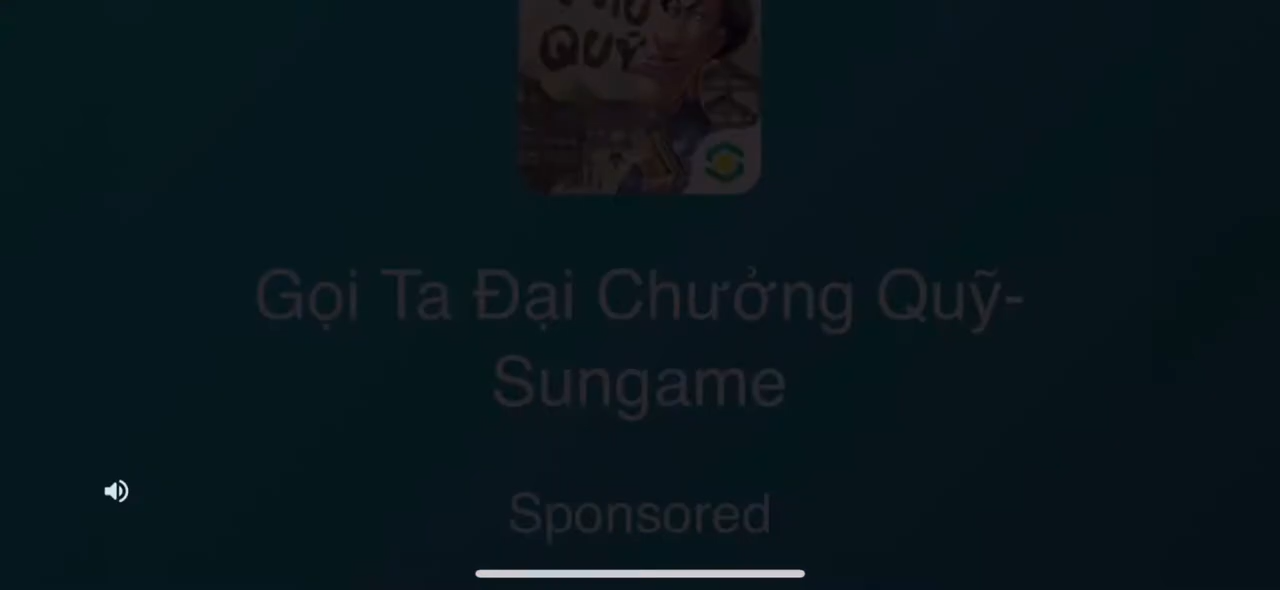 QUỸ
Gọi Ta Đại Chưởng Quỹ-
Sungame
Sponsored